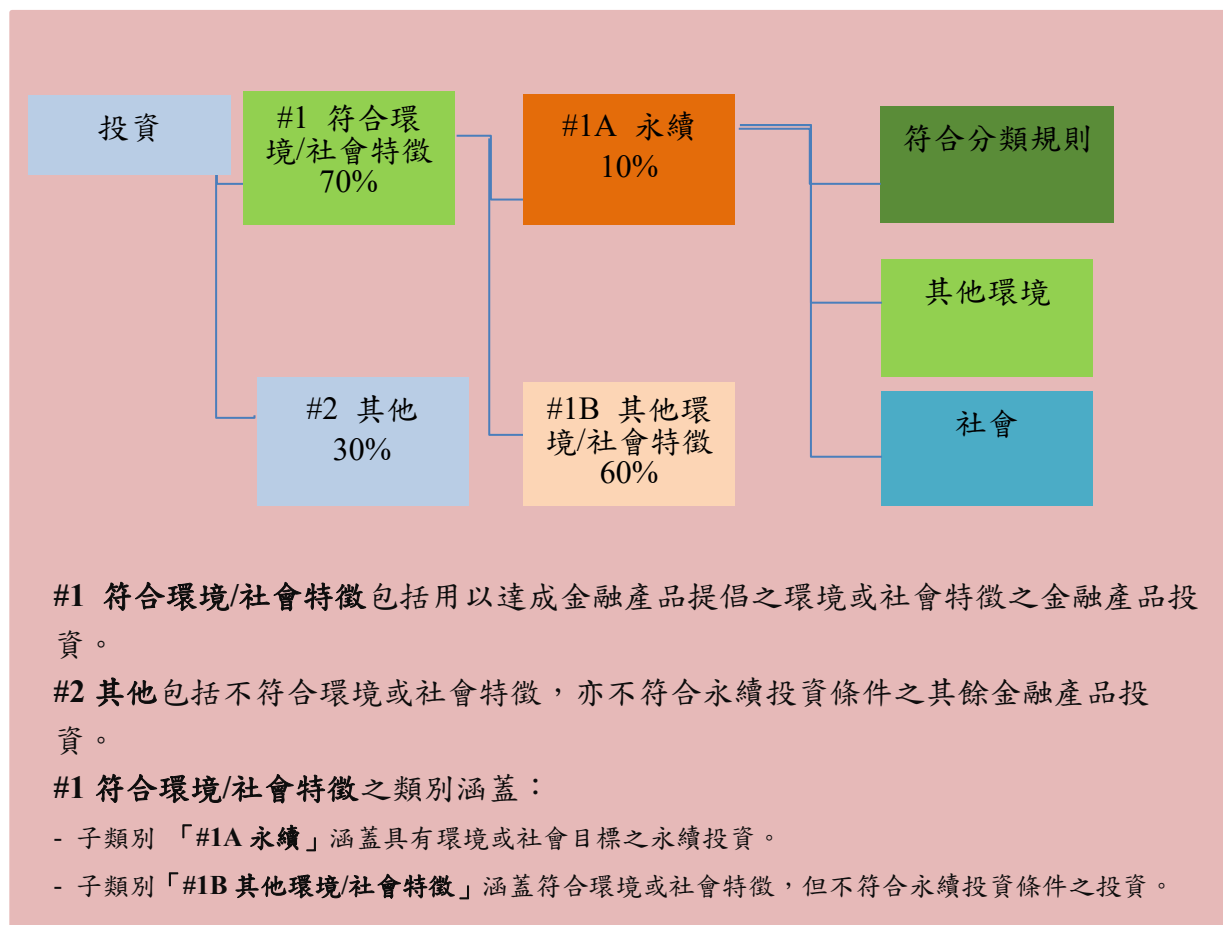 投資
#1 符合環
境/社會特徵
70%
#1A 永續
10%
符合分類規則
其他環境
#2 其他
30%
#1B 其他環
境/社會特徵
60%
社會
#1 符合環境/社會特徵包括用以達成金融產品提倡之環境或社會特徵之金融產品投
資。
#2 其他包括不符合環境或社會特徵，亦不符合永續投資條件之其餘金融產品投
資。
#1 符合環境/社會特徵之類別涵蓋：
- 子類別 「#1A 永續」涵蓋具有環境或社會目標之永續投資。
- 子類別「#1B 其他環境/社會特徵」涵蓋符合環境或社會特徵，但不符合永續投資條件之投資。